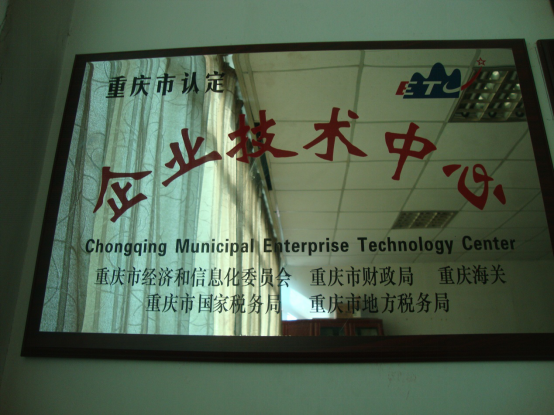 重庆市认定
企业技术中心
Chongqing Municipal Enterprise Technology Center
重庆市经济和信息化委员会 重庆市财政局 重庆海关
重庆市国家税务局 重庆市地方税务局